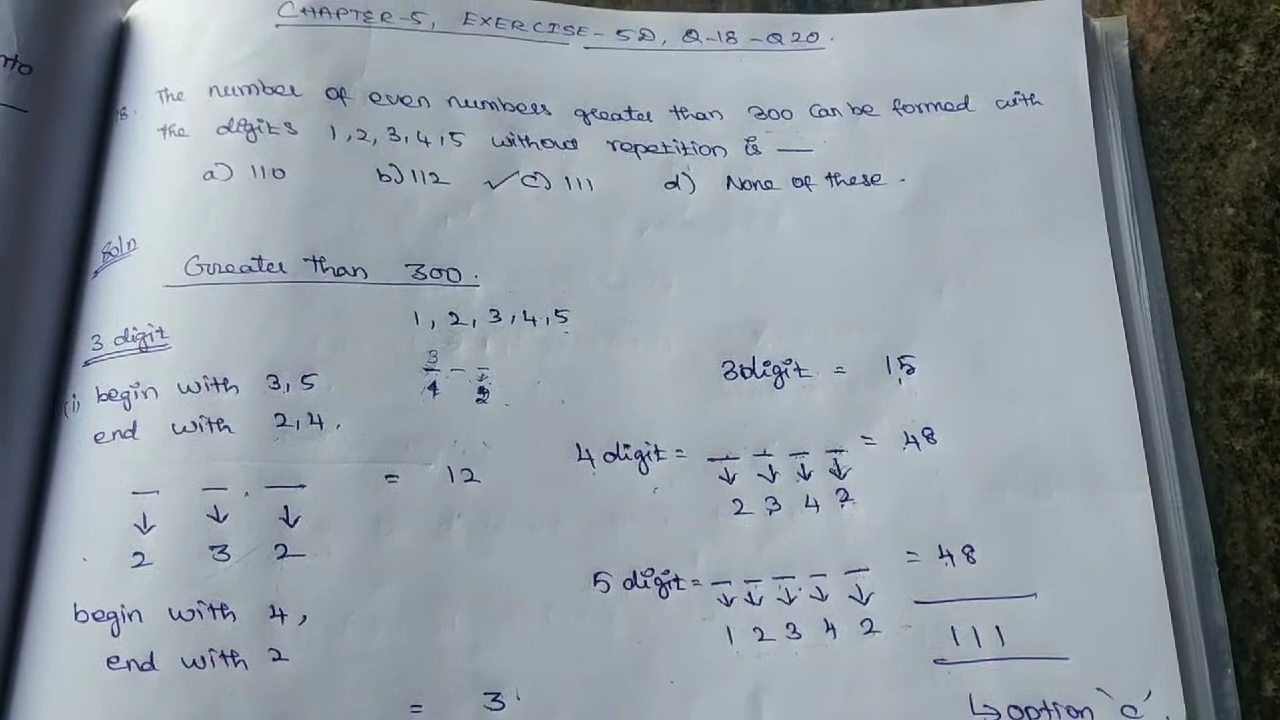 nto
CHAPTER-5, EXERCISE-5D, Q-18-Q20.
18. The number of even numbers greater than 300 can be formed with
the digits 1,2,3,4,5 without repetition is —
a) 110 b) 112 ✓c) 111 d) None of these.
Soln
Greater than 300.
3 digit
1, 2, 3, 4, 5
(i) begin with 3, 5
end with 2, 4.
= 12
↓ ↓ ↓
2 3 2
begin with 4,
end with 2
= 3
3 digit = 15
4 digit = = 48
↓ ↓ ↓ ↓
2 3 4 2
5 digit = = 48
↓ ↓ ↓ ↓ ↓
1 2 3 4 2
111
↳ option 'c'.